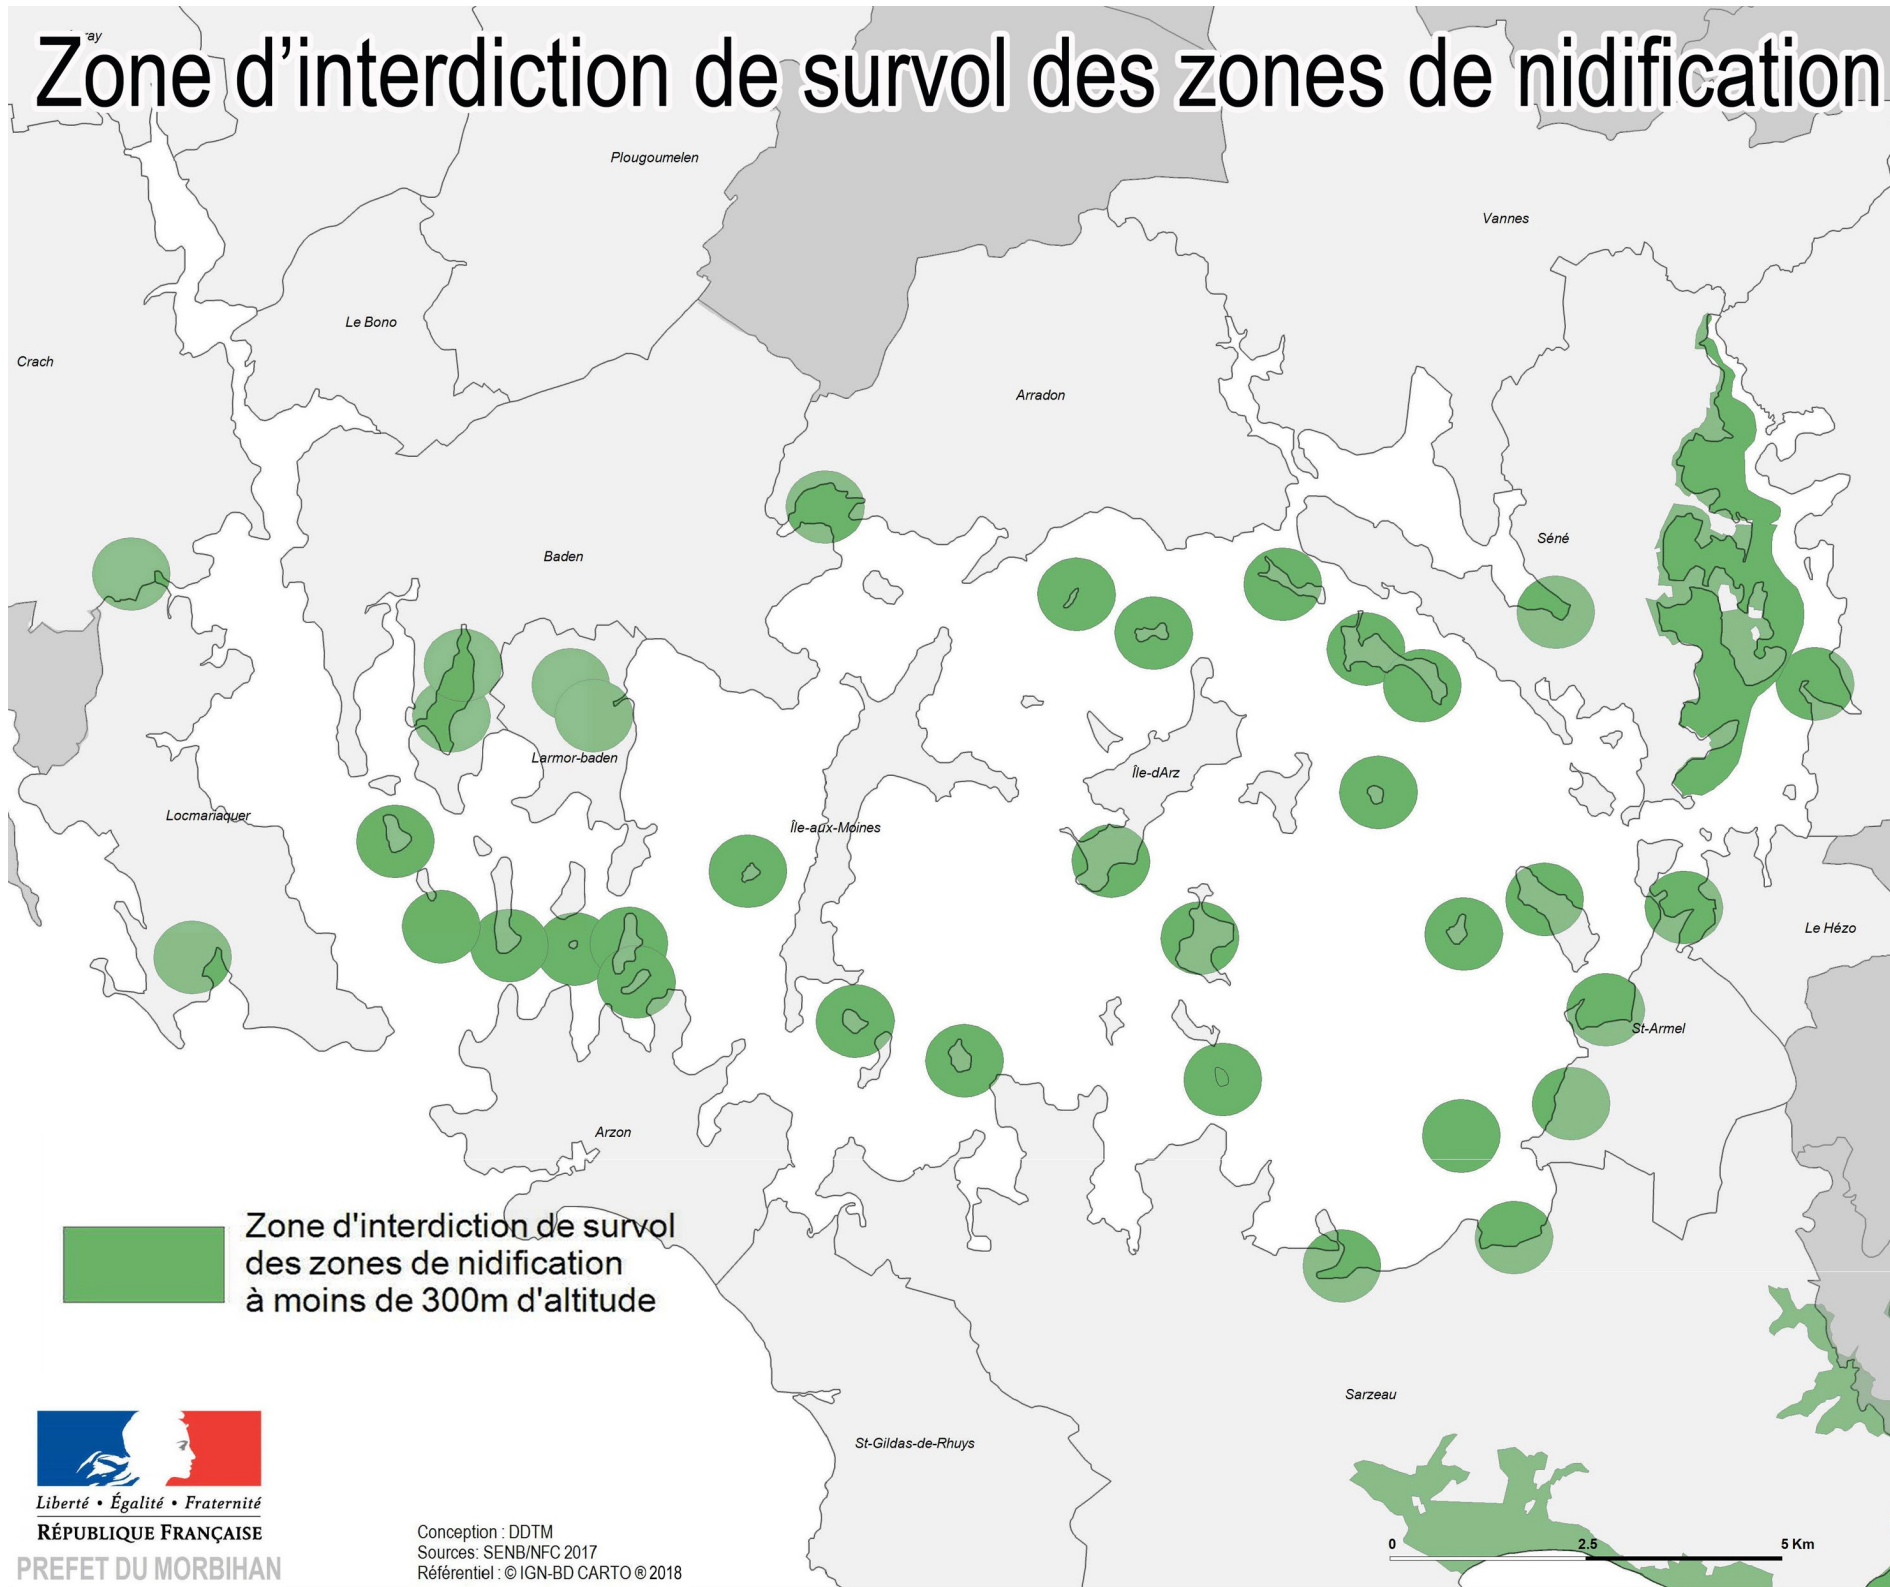 Zone d'interdiction de survol des zones de nidification
Plougoumelen
Vannes
Le Bono
Crach
Arradon
Séné
Baden
Larmor-baden
Île-dArz
Locmariaquer
Île-aux-Moines
Le Hézo
St-Armel
Arzon
Zone d'interdiction de survol
des zones de nidification
à moins de 300m d'altitude
Sarzeau
St-Gildas-de-Rhuys
Liberté • Égalité • Fraternité
RÉPUBLIQUE FRANÇAISE
PREFET DU MORBIHAN
Conception : DDTM
Sources: SENB/NFC 2017
Référentiel : © IGN-BD CARTO ® 2018
0 2.5 5 Km